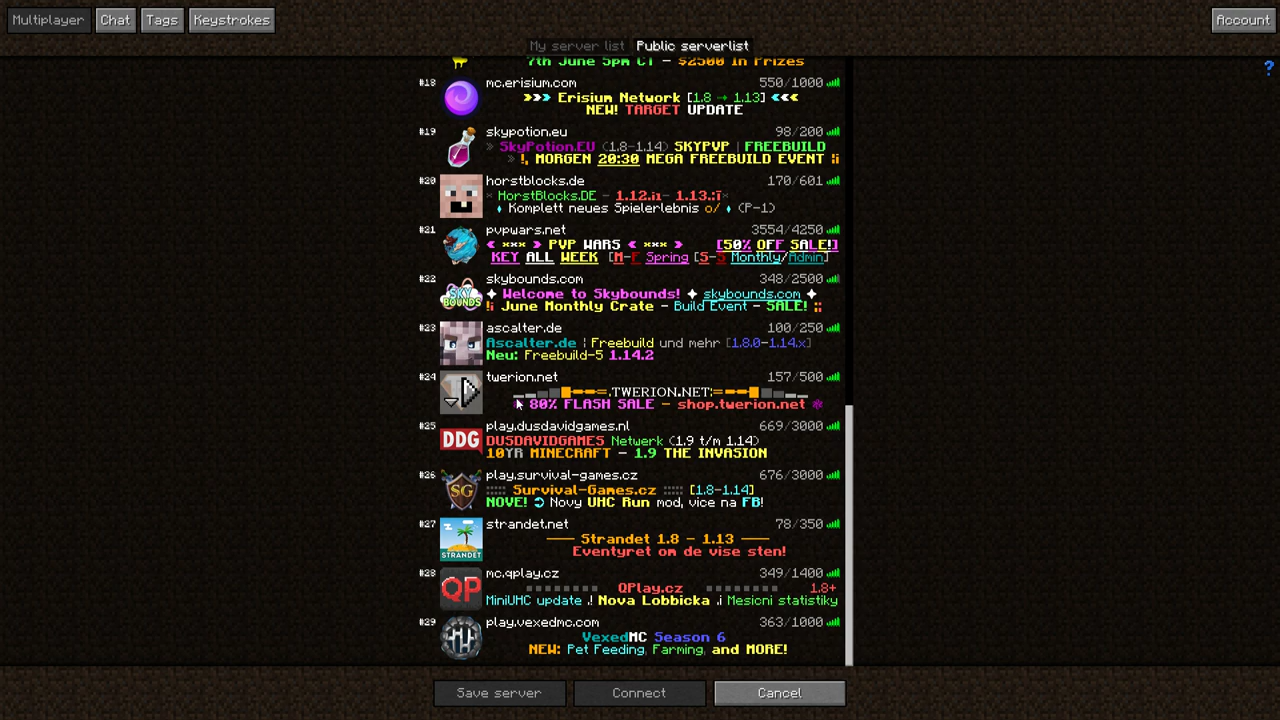 Multiplayer Chat Tags Keystrokes Account
My server list Public serverlist
?
7th June 5pm CT - $2500 In Prizes
#18 mc.erisium.com 550/1000
»»» Erisium Network [1.8 → 1.13] «««
NEW! TARGET UPDATE
#19 skypotion.eu 98/200
» SkyPotion.EU (1.8-1.14) SKYPVP | FREEBUILD
» MORGEN 20:30 MEGA FREEBUILD EVENT
#20 horstblocks.de 170/601
HorstBlocks.DE - 1.12 - 1.13
♦ Komplett neues Spielerlebnis o/ ♦ (P-1)
#21 pvpwars.net 3554/4250
PVP WARS [50% OFF SALE!]
KEY ALL WEEK [M-F Spring [S-S Monthly/Admin]
#22 skybounds.com 348/2500
SKY BOUNDS
✦ Welcome to Skybounds! ✦ skybounds.com ✦
June Monthly Crate - Build Event - SALE!
#23 ascalter.de 100/250
Ascalter.de ¦ Freebuild und mehr [1.8.0-1.14.x]
Neu: Freebuild-5 1.14.2
#24 twerion.net 157/500
TWERION.NET
80% FLASH SALE - shop.twerion.net
#25 play.dusdavidgames.nl 669/3000
DDG
DUSDAVIDGAMES Netwerk (1.9 t/m 1.14)
10YR MINECRAFT - 1.9 THE INVASION
#26 play.survival-games.cz 676/3000
SG
::::: Survival-Games.cz ::::: [1.8-1.14]
NOVE! ➲ Novy UHC Run mod, vice na FB!
#27 strandet.net 78/350
STRANDET
Strandet 1.8 - 1.13
Eventyret om de vise sten!
#28 mc.qplay.cz 349/1400
QP
QPlay.cz 1.8+
MiniUHC update Nova Lobbicka Mesicni statistiky
#29 play.vexedmc.com 363/1000
VexedMC Season 6
NEW: Pet Feeding, Farming, and MORE!
Save server Connect Cancel